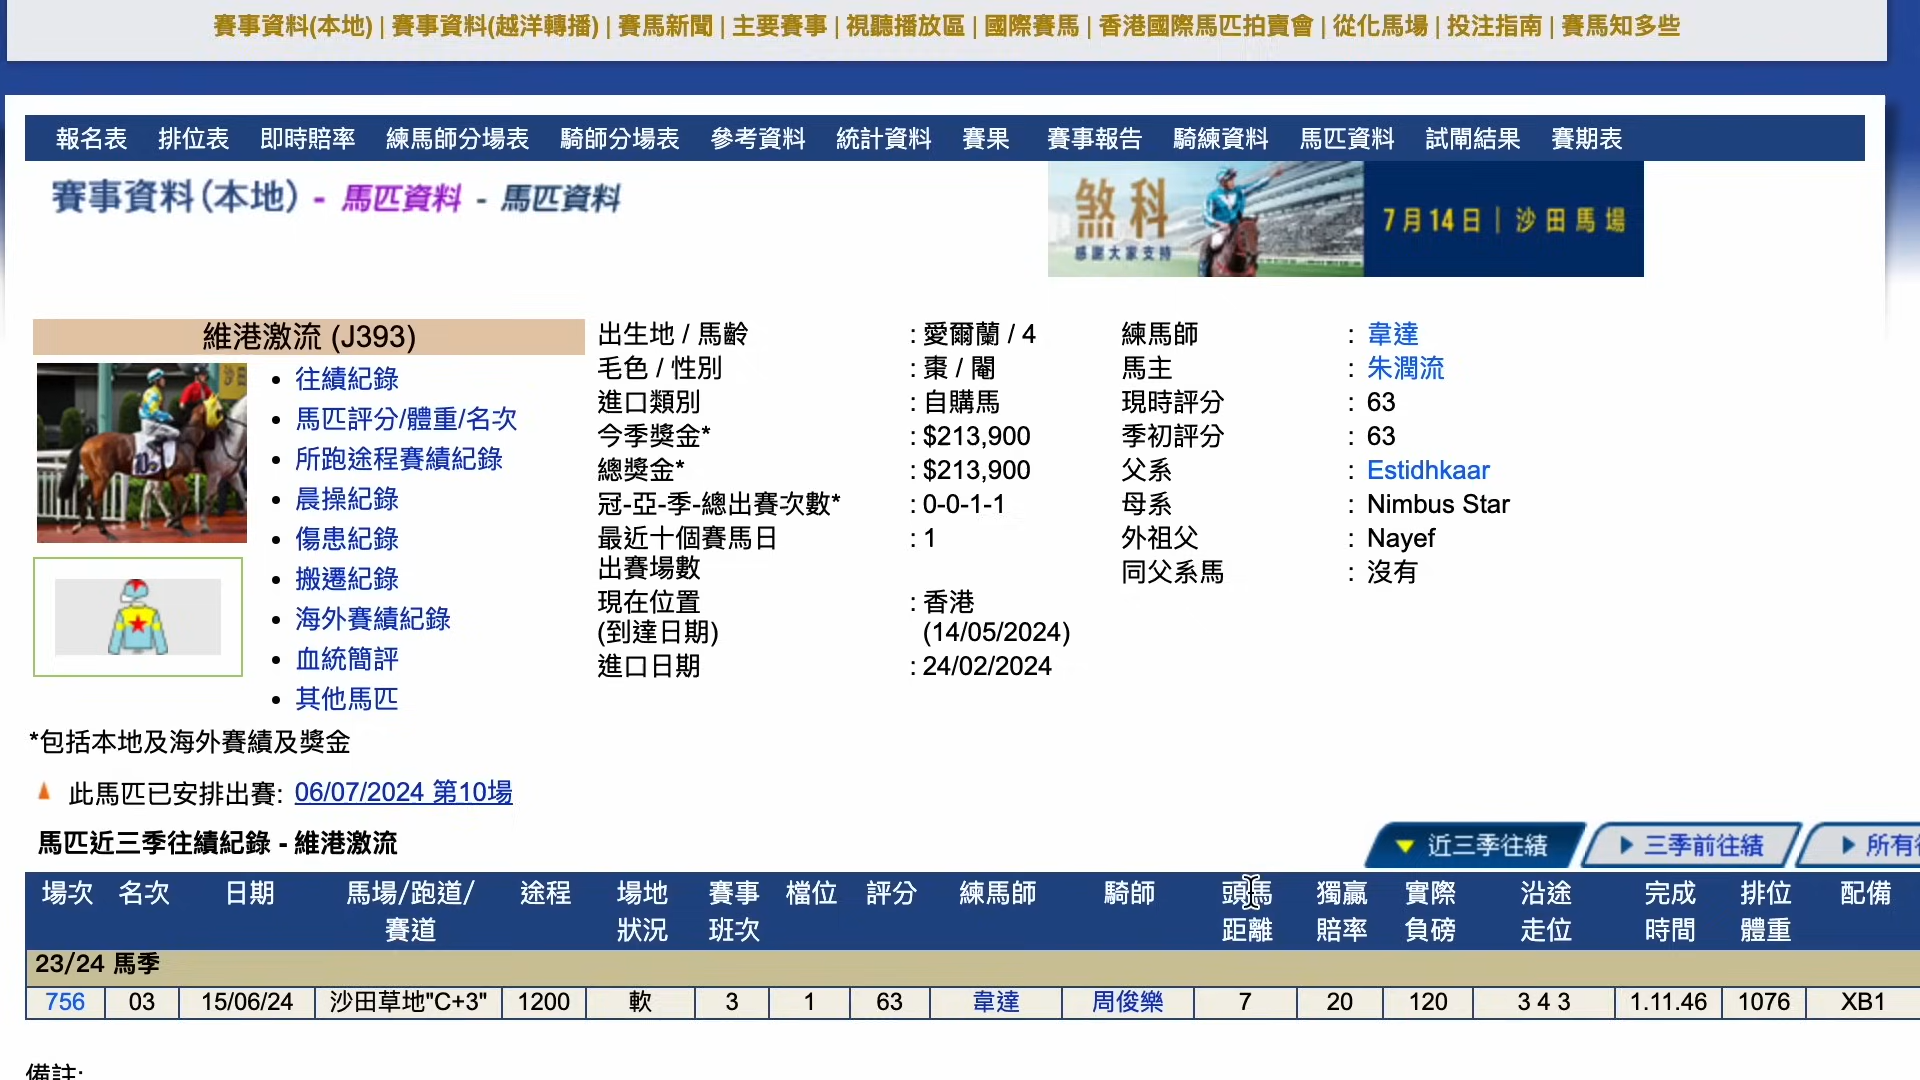 賽事資料(本地) | 賽事資料(越洋轉播) | 賽馬新聞 | 主要賽事 | 視聽播放區 | 國際賽馬 | 香港國際馬匹拍賣會 | 從化馬場 | 投注指南 | 賽馬知多些
報名表 排位表 即時賠率 練馬師分場表 騎師分場表 參考資料 統計資料 賽果 賽事報告 騎練資料 馬匹資料 試閘結果 賽期表
賽事資料(本地) - 馬匹資料 - 馬匹資料
煞科
感謝大家支持
7月14日 | 沙田馬場
維港激流 (J393)
• 往績紀錄
• 馬匹評分/體重/名次
• 所跑途程賽績紀錄
• 晨操紀錄
• 傷患紀錄
• 搬遷紀錄
• 海外賽績紀錄
• 血統簡評
• 其他馬匹
出生地 / 馬齡 : 愛爾蘭 / 4
毛色 / 性別 : 棗 / 閹
進口類別 : 自購馬
今季獎金* : $213,900
總獎金* : $213,900
冠-亞-季-總出賽次數* : 0-0-1-1
最近十個賽馬日 : 1
出賽場數
現在位置 : 香港
(到達日期) (14/05/2024)
進口日期 : 24/02/2024
練馬師 : 韋達
馬主 : 朱潤流
現時評分 : 63
季初評分 : 63
父系 : Estidhkaar
母系 : Nimbus Star
外祖父 : Nayef
同父系馬 : 沒有
*包括本地及海外賽績及獎金
此馬匹已安排出賽: 06/07/2024 第10場
馬匹近三季往績紀錄 - 維港激流
近三季往績 三季前往績 所有
場次 名次 日期 馬場/跑道/ 途程 場地 賽事 檔位 評分 練馬師 騎師 頭馬 獨贏 實際 沿途 完成 排位 配備
賽道 狀況 班次 距離 賠率 負磅 走位 時間 體重
23/24 馬季
756 03 15/06/24 沙田草地"C+3" 1200 軟 3 1 63 韋達 周俊樂 7 20 120 3 4 3 1.11.46 1076 XB1
備註: